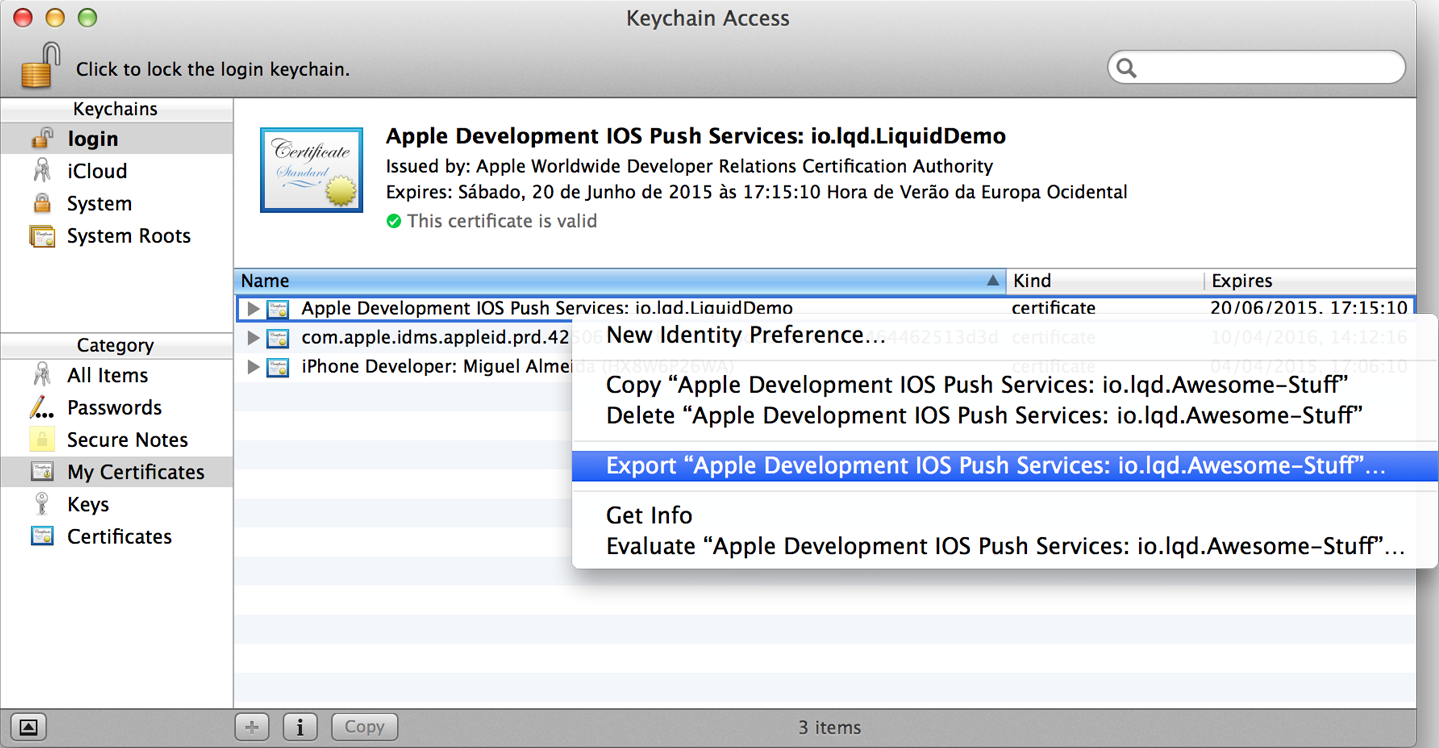 Keychain Access
Click to lock the login keychain.
Keychains
login
iCloud
System
System Roots
Category
All Items
Passwords
Secure Notes
My Certificates
Keys
Certificates
Certificate
Standard
Apple Development IOS Push Services: io.lqd.LiquidDemo
Issued by: Apple Worldwide Developer Relations Certification Authority
Expires: Sábado, 20 de Junho de 2015 às 17:15:10 Hora de Verão da Europa Ocidental
This certificate is valid
Name Kind Expires
Apple Development IOS Push Services: io.lqd.LiquidDemo certificate 20/06/2015, 17:15:10
com.apple.idms.appleid.prd.42 certificate 10/04/2016, 14:12:16
iPhone Developer: Miguel Almeida (HX8W6P26WA) certificate 04/04/2015, 17:06:10
New Identity Preference...
Copy “Apple Development IOS Push Services: io.lqd.Awesome-Stuff”
Delete “Apple Development IOS Push Services: io.lqd.Awesome-Stuff”
Export “Apple Development IOS Push Services: io.lqd.Awesome-Stuff”...
Get Info
Evaluate “Apple Development IOS Push Services: io.lqd.Awesome-Stuff”...
Copy
3 items